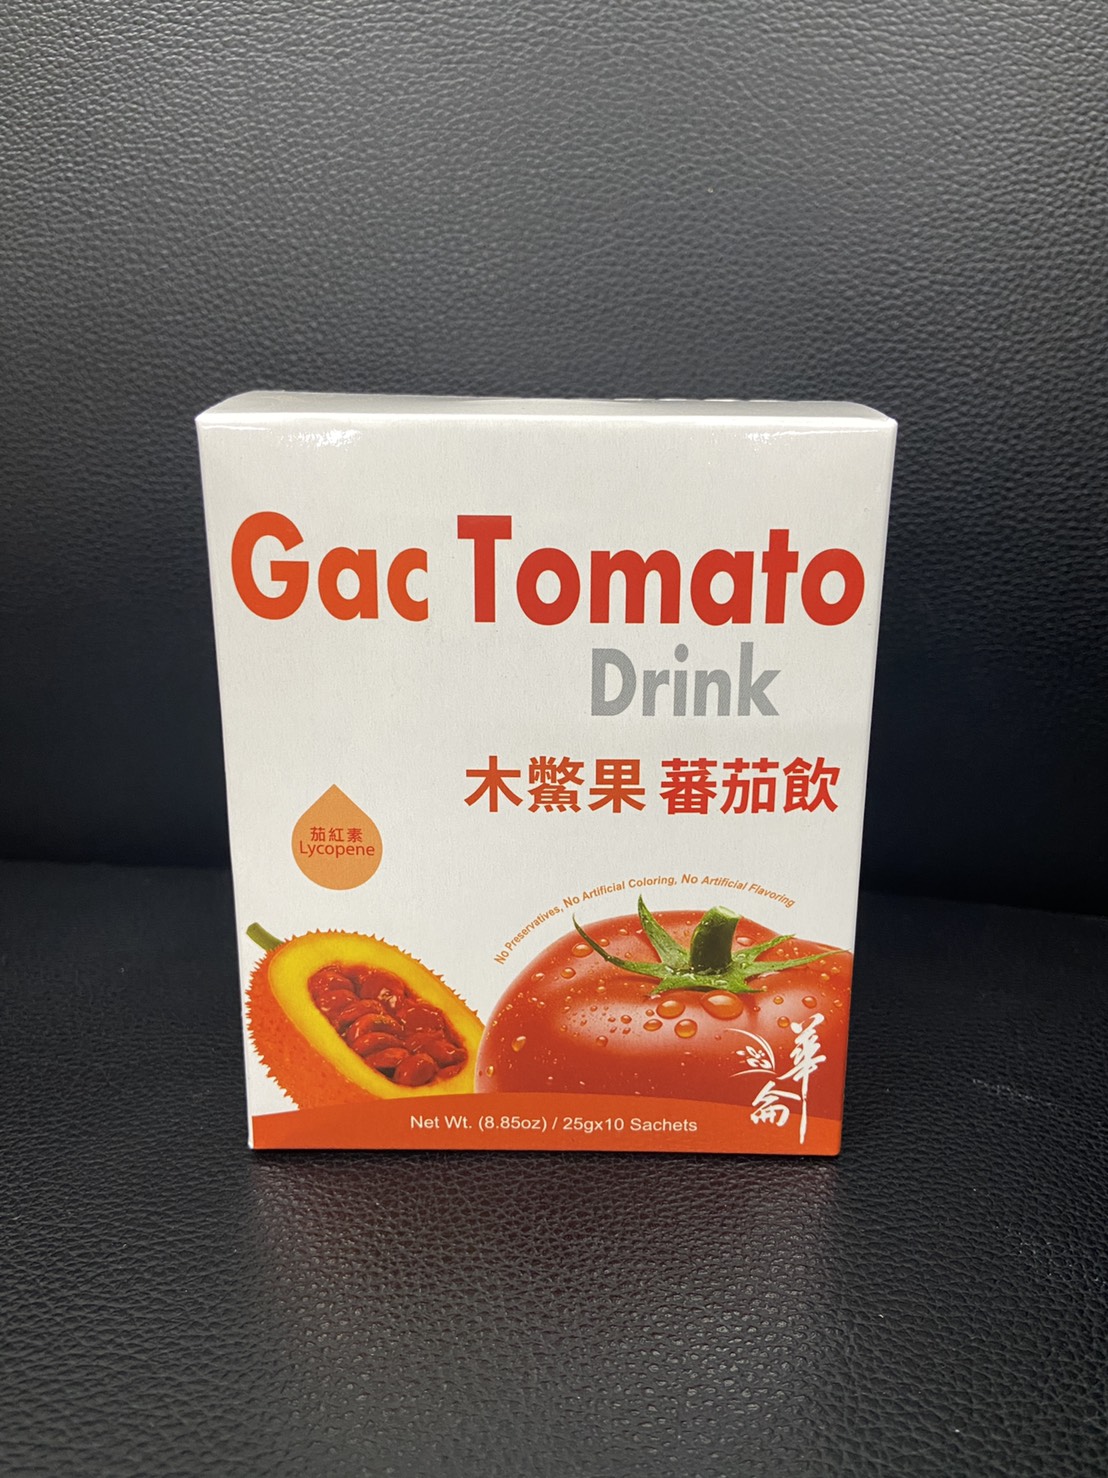 Gac Tomato
Drink
木鱉果 蕃茄飲
茄紅素
Lycopene
No Preservatives, No Artificial Coloring, No Artificial Flavoring
華
侖
Net Wt. (8.85oz) / 25gx10 Sachets